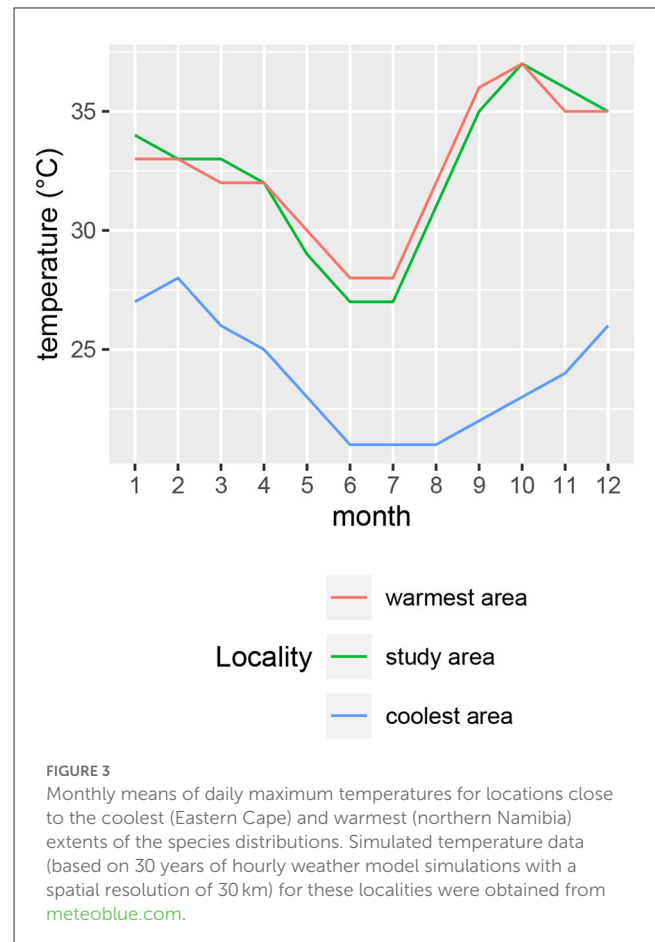 35
30
25
temperature (°C)
1 2 3 4 5 6 7 8 9 10 11 12
month
Locality
warmest area
study area
coolest area
FIGURE 3
Monthly means of daily maximum temperatures for locations close
to the coolest (Eastern Cape) and warmest (northern Namibia)
extents of the species distributions. Simulated temperature data
(based on 30 years of hourly weather model simulations with a
spatial resolution of 30 km) for these localities were obtained from
meteoblue.com.